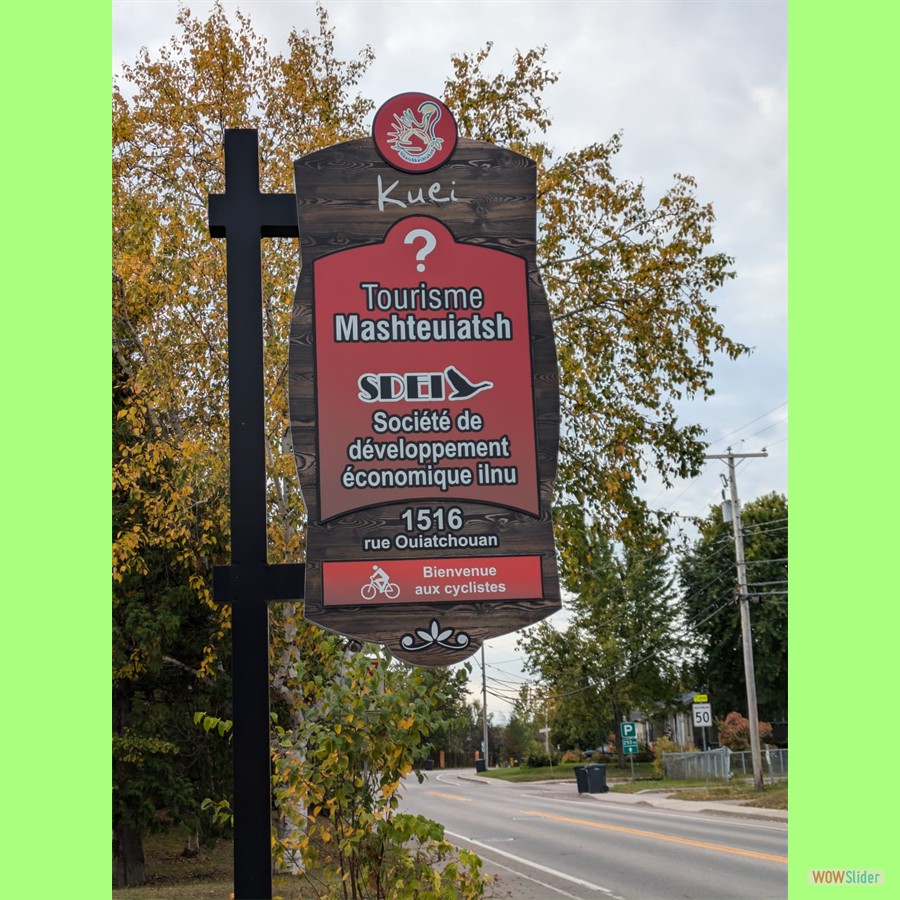 Kuei
?
Tourisme
Mashteuiatsh
SDEI
Société de
développement
économique ilnu
1516
rue Ouiatchouan
Bienvenue
aux cyclistes
P
50
WOWSlider